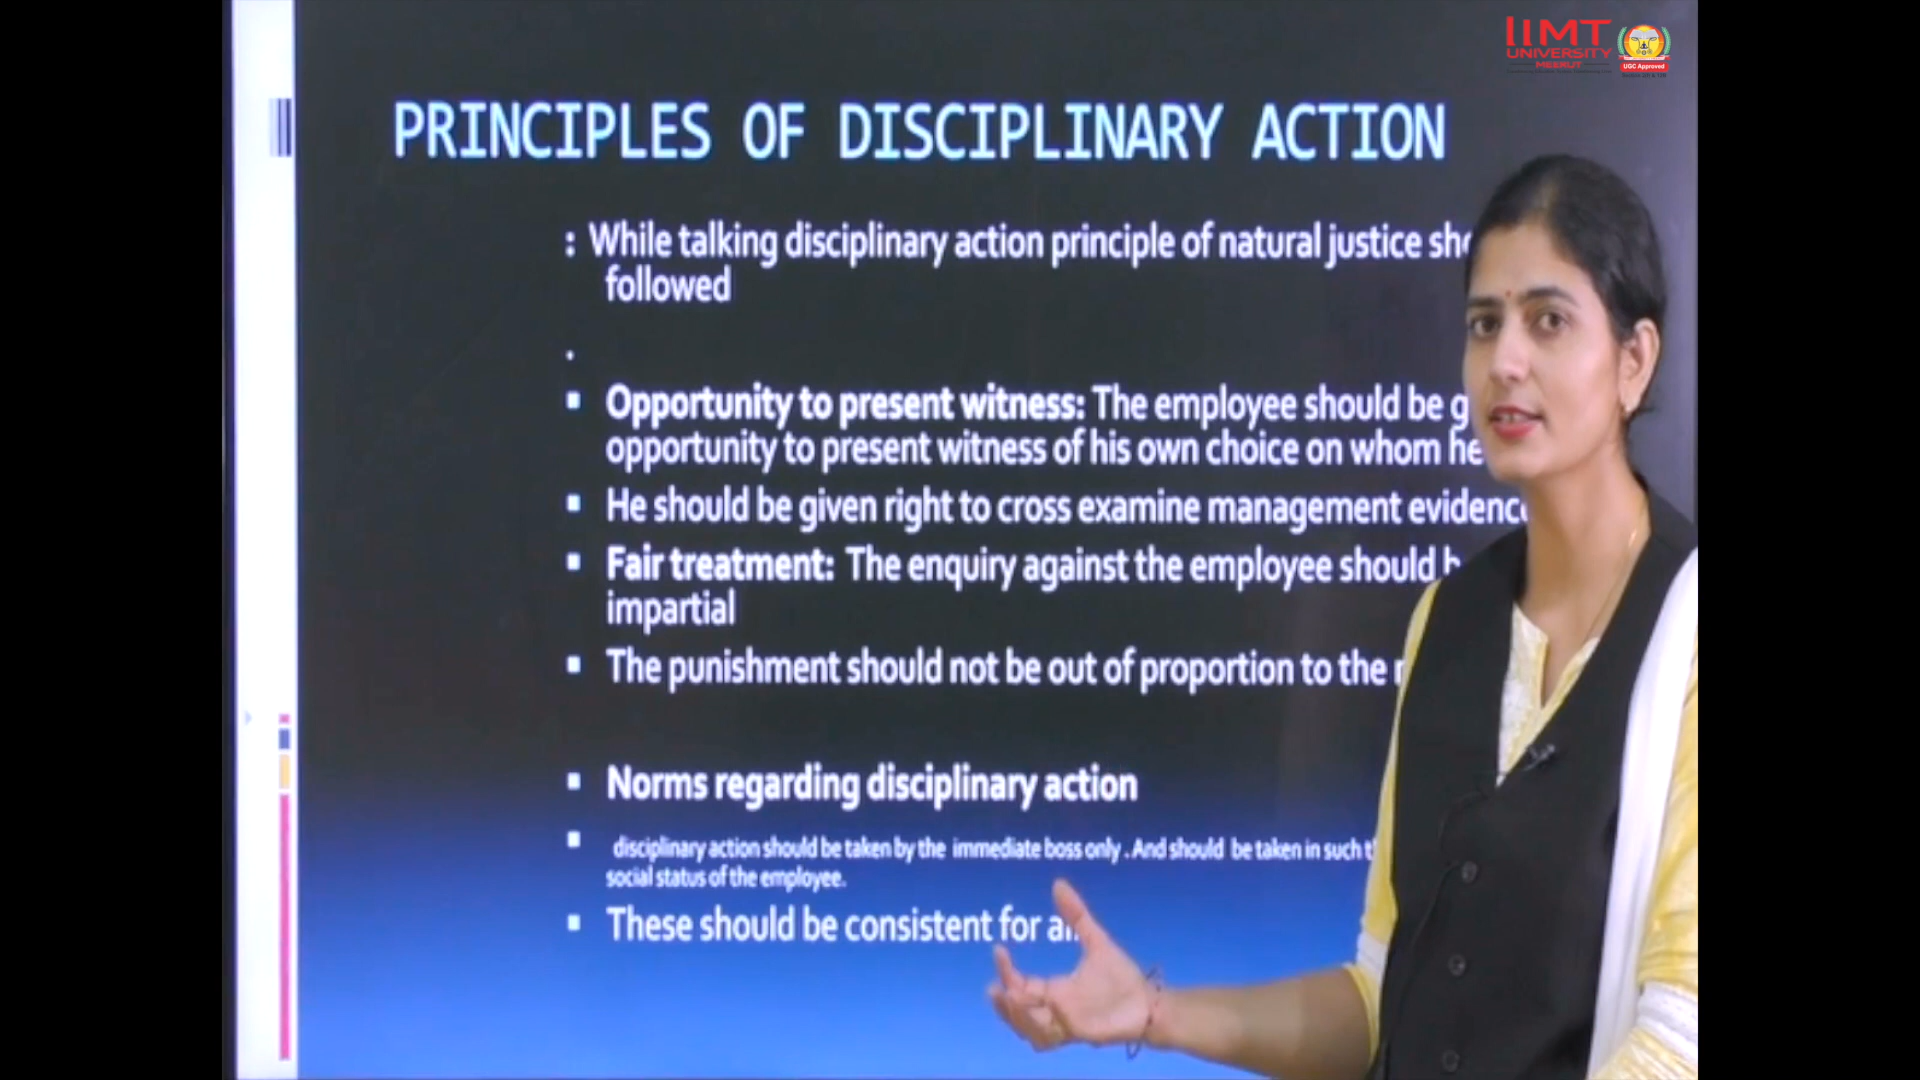 IIMT
UNIVERSITY
MEERUT
UGC Approved
PRINCIPLES OF DISCIPLINARY ACTION
: While talking disciplinary action principle of natural justice
followed
Opportunity to present witness: The employee should be
opportunity to present witness of his own choice on whom he
He should be given right to cross examine management
Fair treatment: The enquiry against the employee should
impartial
The punishment should not be out of proportion to the
Norms regarding disciplinary action
disciplinary action should be taken by the immediate boss only . And should be taken in such
social status of the employee.
These should be consistent for